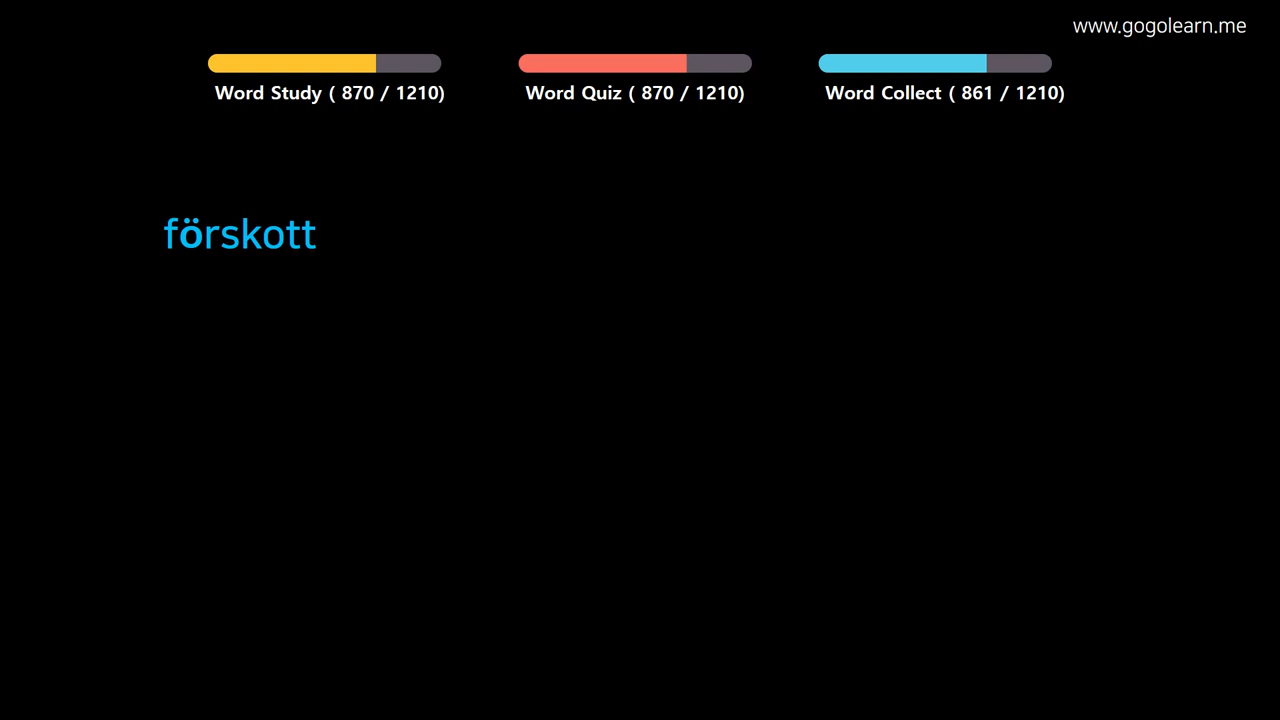 www.gogolearn.me
Word Study ( 870 / 1210)
Word Quiz ( 870 / 1210)
Word Collect ( 861 / 1210)
förskott